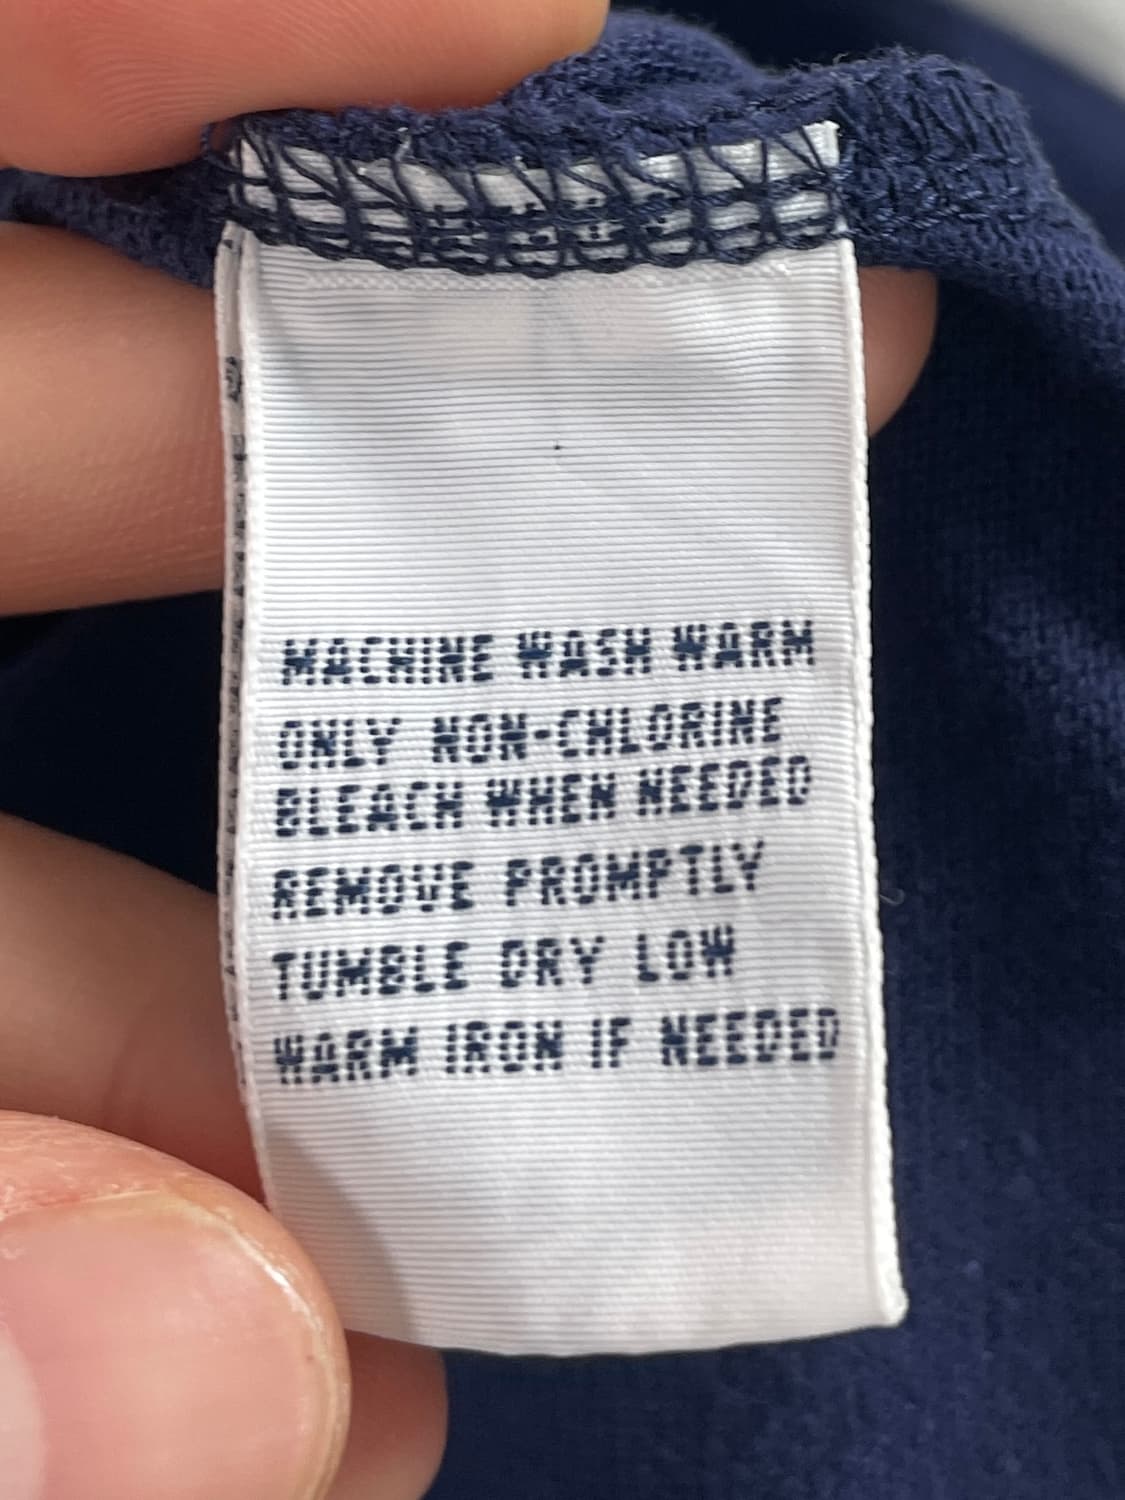 MACHINE WASH WARM
ONLY NON-CHLORINE
BLEACH WHEN NEEDED
REMOVE PROMPTLY
TUMBLE DRY LOW
WARM IRON IF NEEDED